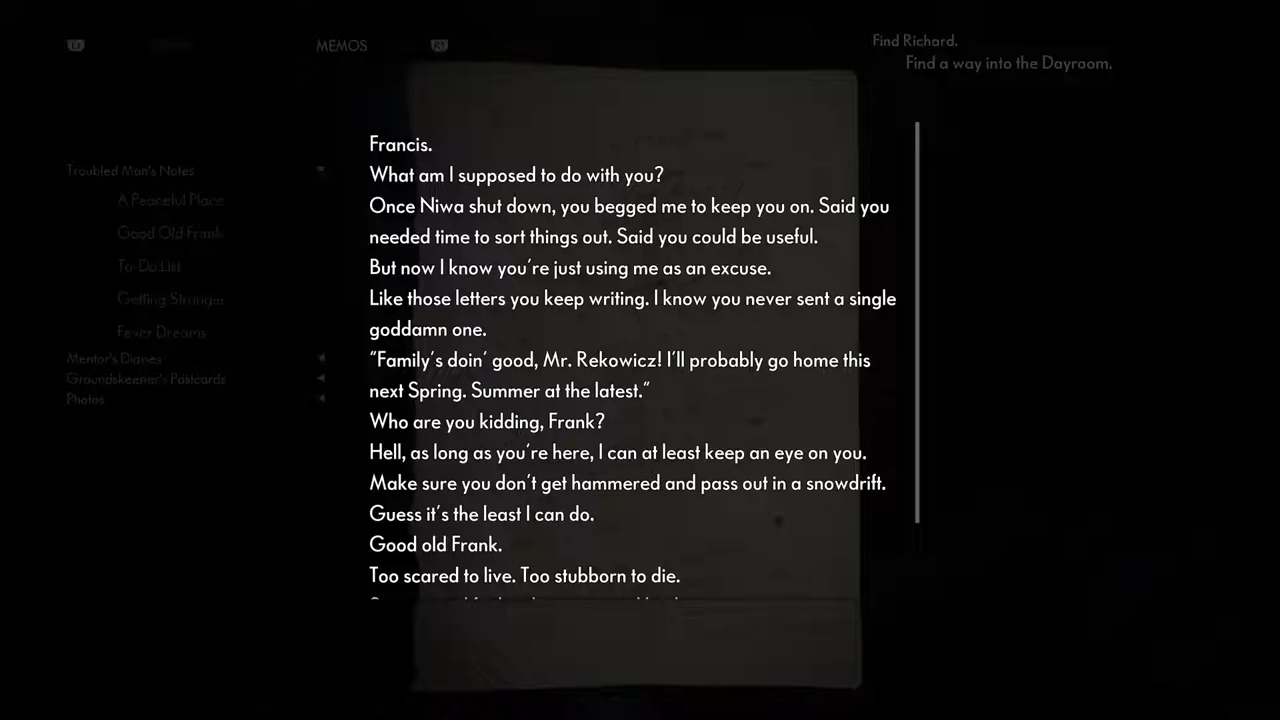 MEMOS
Find Richard.
Find a way into the Dayroom.
Troubled Man's Notes
A Peaceful Place
Good Old Frank
To-Do List
Getting Stranger
Fever Dreams
Mentor's Diaries
Groundskeeper's Postcards
Photos
Francis.
What am I supposed to do with you?
Once Niwa shut down, you begged me to keep you on. Said you
needed time to sort things out. Said you could be useful.
But now I know you're just using me as an excuse.
Like those letters you keep writing. I know you never sent a single
goddamn one.
"Family's doin' good, Mr. Rekowicz! I'll probably go home this
next Spring. Summer at the latest."
Who are you kidding, Frank?
Hell, as long as you're here, I can at least keep an eye on you.
Make sure you don't get hammered and pass out in a snowdrift.
Guess it's the least I can do.
Good old Frank.
Too scared to live. Too stubborn to die.